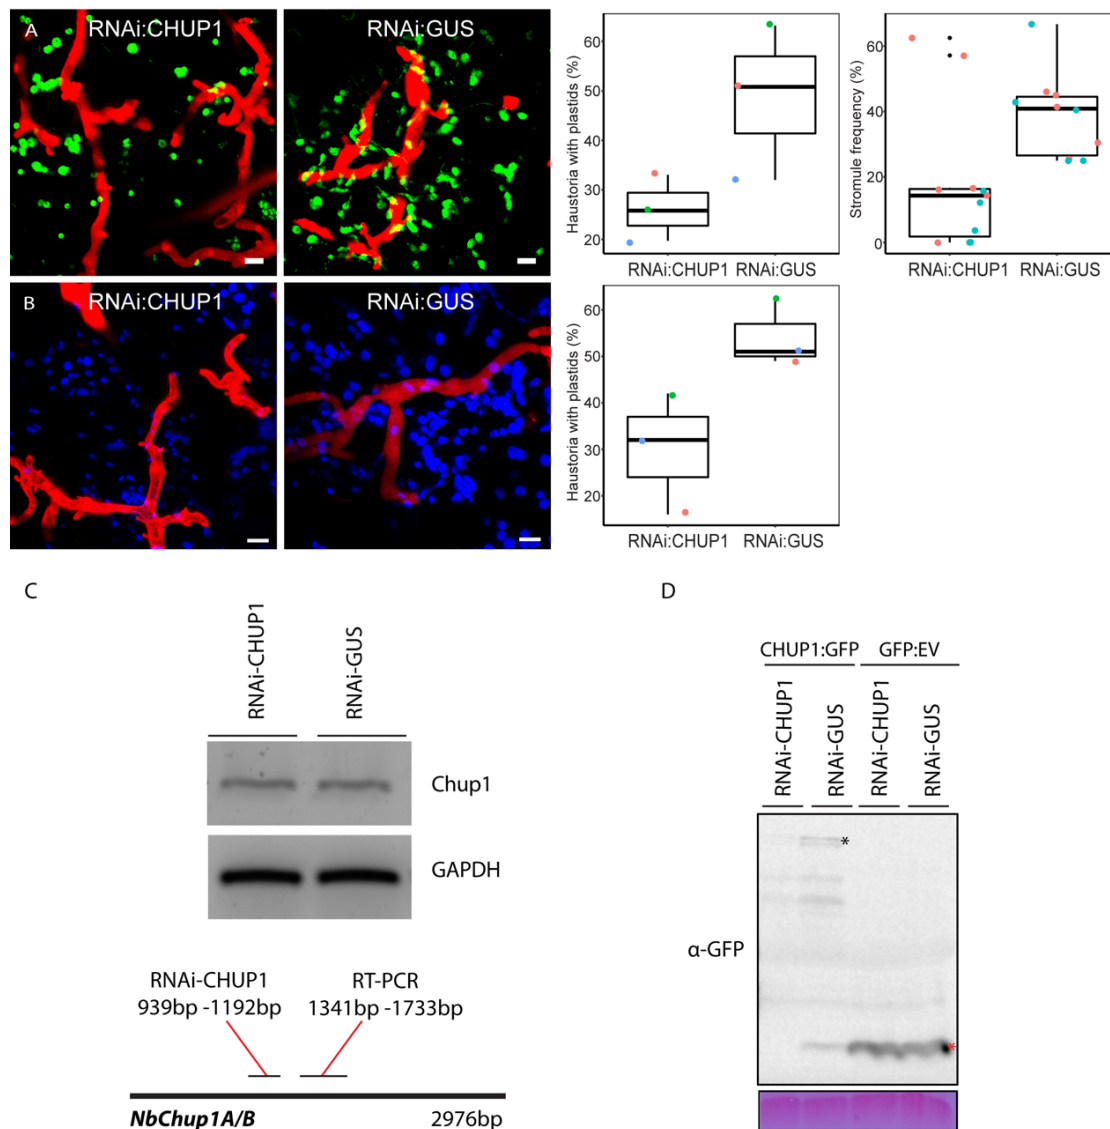 A
RNAi:CHUP1
RNAi:GUS
Haustoria with plastids (%)
60
50
40
30
20
RNAi:CHUP1
RNAi:GUS
Stromule frequency (%)
60
40
20
0
RNAi:CHUP1
RNAi:GUS
B
RNAi:CHUP1
RNAi:GUS
Haustoria with plastids (%)
60
50
40
30
20
RNAi:CHUP1
RNAi:GUS
C
RNAi-CHUP1
RNAi-GUS
Chup1
GAPDH
RNAi-CHUP1
939bp -1192bp
RT-PCR
1341bp -1733bp
NbChup1A/B
2976bp
D
CHUP1:GFP
GFP:EV
RNAi-CHUP1
RNAi-GUS
RNAi-CHUP1
RNAi-GUS
*
α-GFP
*